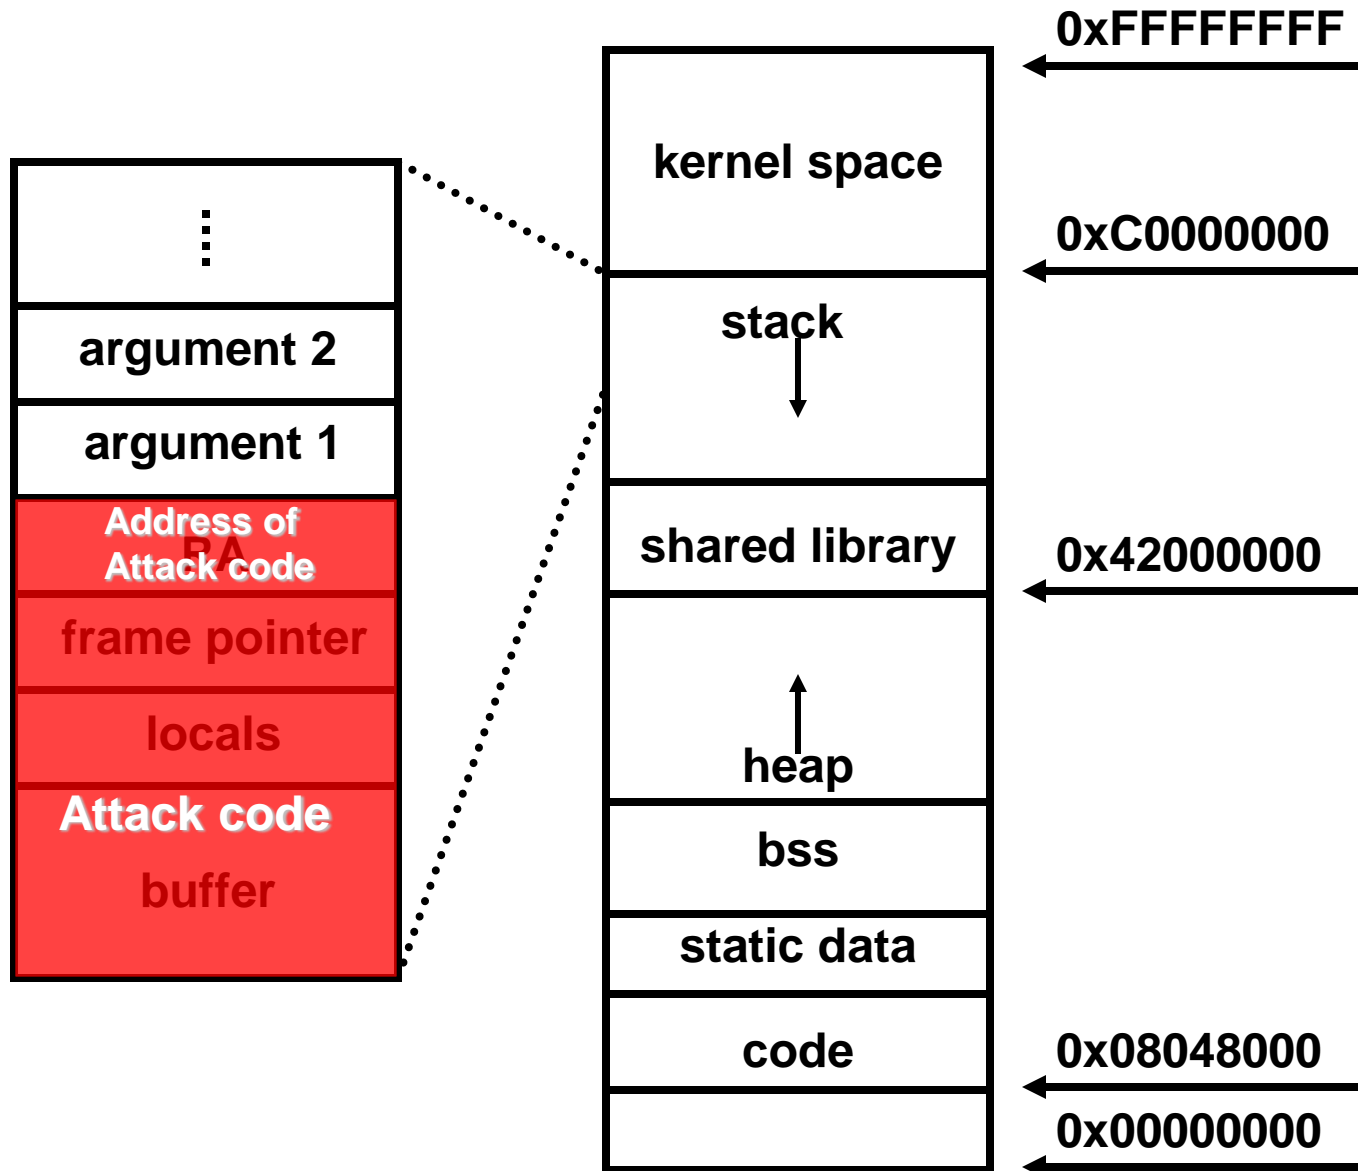 0xFFFFFFFF
kernel space
0xC0000000
stack
argument 2
argument 1
Address of
RA
Attack code
shared library
0x42000000
frame pointer
locals
heap
Attack code
bss
buffer
static data
code
0x08048000
0x00000000